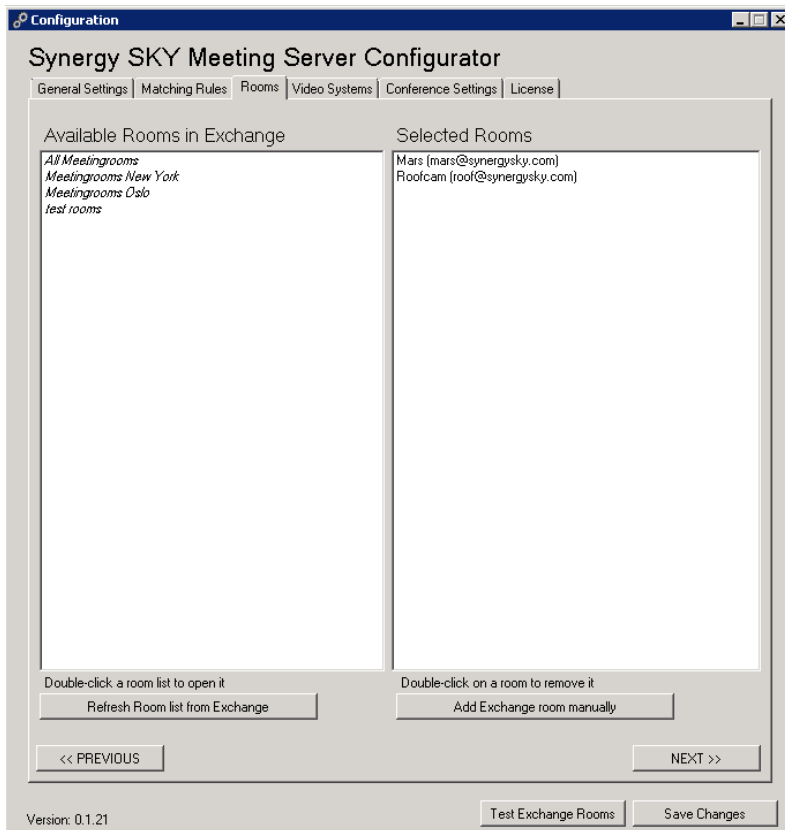 Configuration
Synergy SKY Meeting Server Configurator
General Settings Matching Rules Rooms Video Systems Conference Settings License
Available Rooms in Exchange
All Meetingrooms
Meetingrooms New York
Meetingrooms Oslo
test rooms
Double-click a room list to open it
Refresh Room list from Exchange
Selected Rooms
Mars (mars@synergysky.com)
Roofcam (roof@synergysky.com)
Double-click on a room to remove it
Add Exchange room manually
<< PREVIOUS
NEXT >>
Version: 0.1.21
Test Exchange Rooms
Save Changes